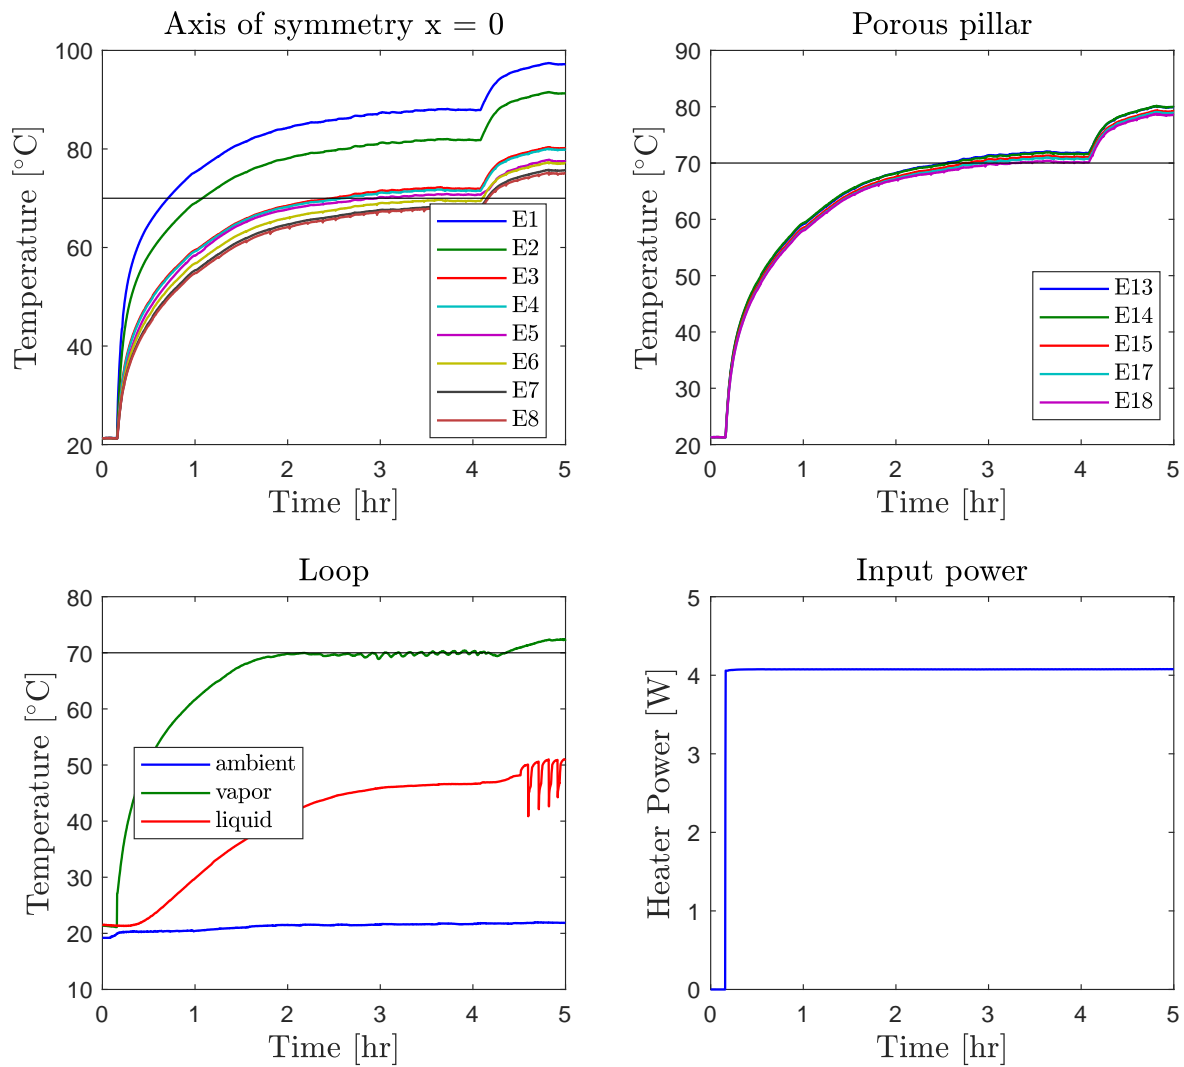 Axis of symmetry x = 0
Temperature [°C]
100
80
60
40
20
0 1 2 3 4 5
Time [hr]
E1
E2
E3
E4
E5
E6
E7
E8
Porous pillar
Temperature [°C]
90
80
70
60
50
40
30
20
0 1 2 3 4 5
Time [hr]
E13
E14
E15
E17
E18
Loop
Temperature [°C]
80
70
60
50
40
30
20
10
0 1 2 3 4 5
Time [hr]
ambient
vapor
liquid
Input power
Heater Power [W]
5
4
3
2
1
0
0 1 2 3 4 5
Time [hr]